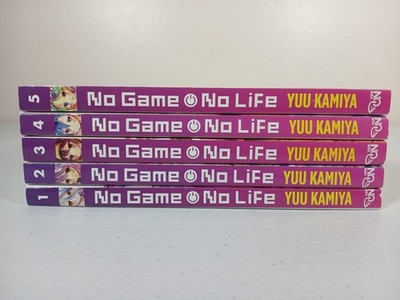 5 No Game No Life YUU KAMIYA
4 No Game No Life YUU KAMIYA
3 No Game No Life YUU KAMIYA
2 No Game No Life YUU KAMIYA
1 No Game No Life YUU KAMIYA